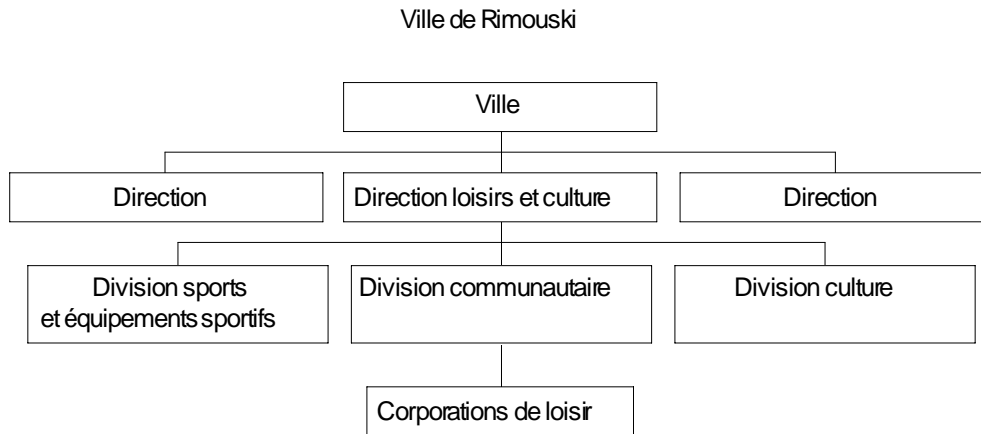 Ville de Rimouski
Ville
Direction
Direction loisirs et culture
Direction
Division sports
et équipements sportifs
Division communautaire
Division culture
Corporations de loisir